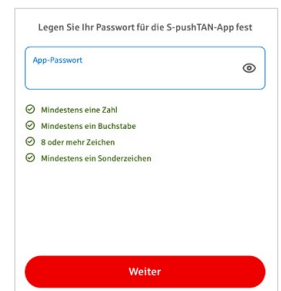 Legen Sie Ihr Passwort für die S-pushTAN-App fest
App-Passwort
Mindestens eine Zahl
Mindestens ein Buchstabe
8 oder mehr Zeichen
Mindestens ein Sonderzeichen
Weiter